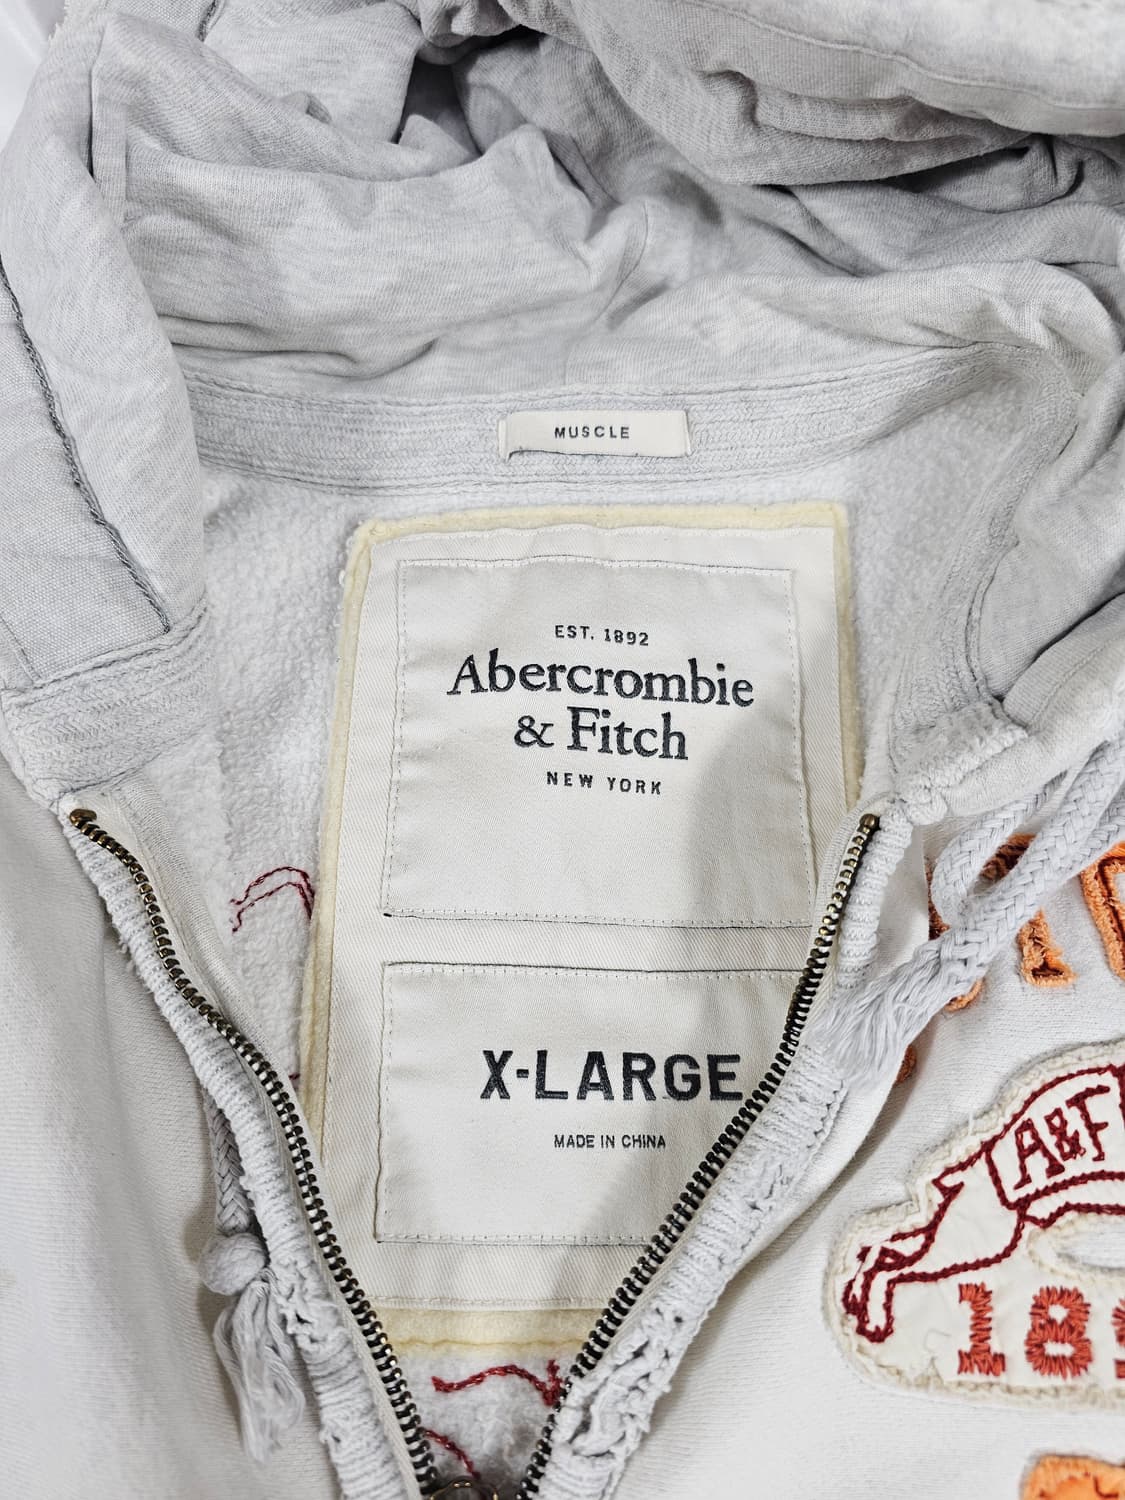 MUSCLE
EST. 1892
Abercrombie
& Fitch
NEW YORK
X-LARGE
MADE IN CHINA
A&F